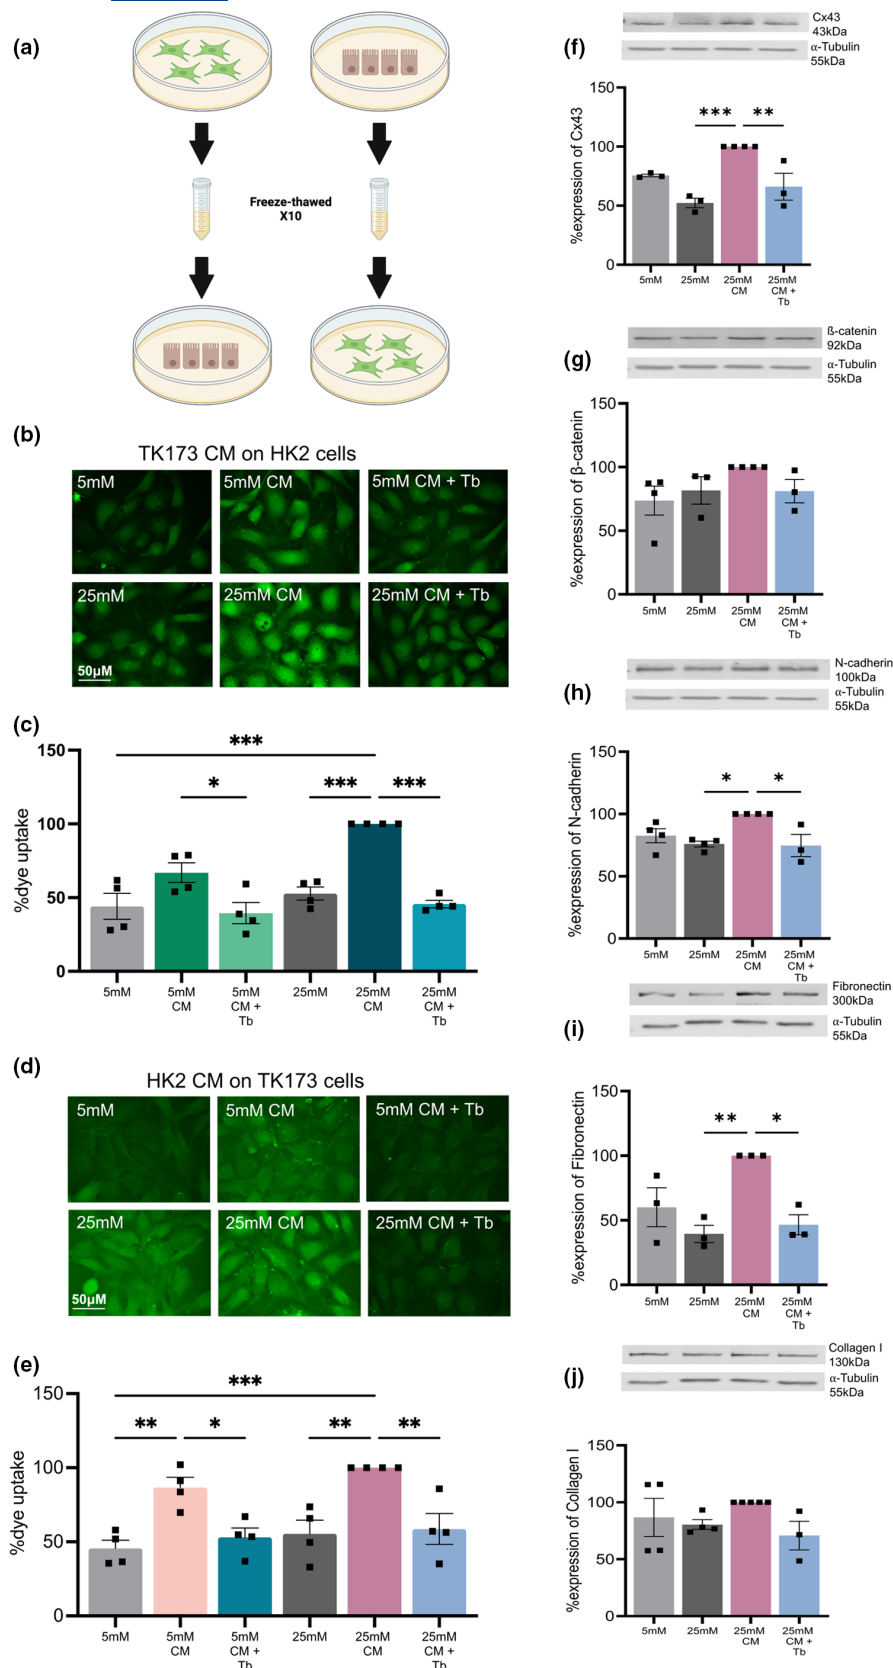 (a)
Freeze-thawed
X10
(b)
TK173 CM on HK2 cells
5mM
5mM CM
5mM CM + Tb
25mM
25mM CM
25mM CM + Tb
50µM
(c)
***
*
***
***
150
100
50
0
%dye uptake
5mM
5mM
CM
5mM
CM +
Tb
25mM
25mM
CM
25mM
CM +
Tb
(d)
HK2 CM on TK173 cells
5mM
5mM CM
5mM CM + Tb
25mM
25mM CM
25mM CM + Tb
50µM
(e)
***
**
*
**
**
150
100
50
0
%dye uptake
5mM
5mM
CM
5mM
CM +
Tb
25mM
25mM
CM
25mM
CM +
Tb
(f)
Cx43
43kDa
α-Tubulin
55kDa
***
**
150
100
50
0
%expression of Cx43
5mM
25mM
25mM
CM
25mM
CM +
Tb
(g)
ß-catenin
92kDa
α-Tubulin
55kDa
150
100
50
0
%expression of β-catenin
5mM
25mM
25mM
CM
25mM
CM +
Tb
(h)
N-cadherin
100kDa
α-Tubulin
55kDa
*
*
150
100
50
0
%expression of N-cadherin
5mM
25mM
25mM
CM
25mM
CM +
Tb
(i)
Fibronectin
300kDa
α-Tubulin
55kDa
**
*
150
100
50
0
%expression of Fibronectin
5mM
25mM
25mM
CM
25mM
CM +
Tb
(j)
Collagen I
130kDa
α-Tubulin
55kDa
150
100
50
0
%expression of Collagen I
5mM
25mM
25mM
CM
25mM
CM +
Tb